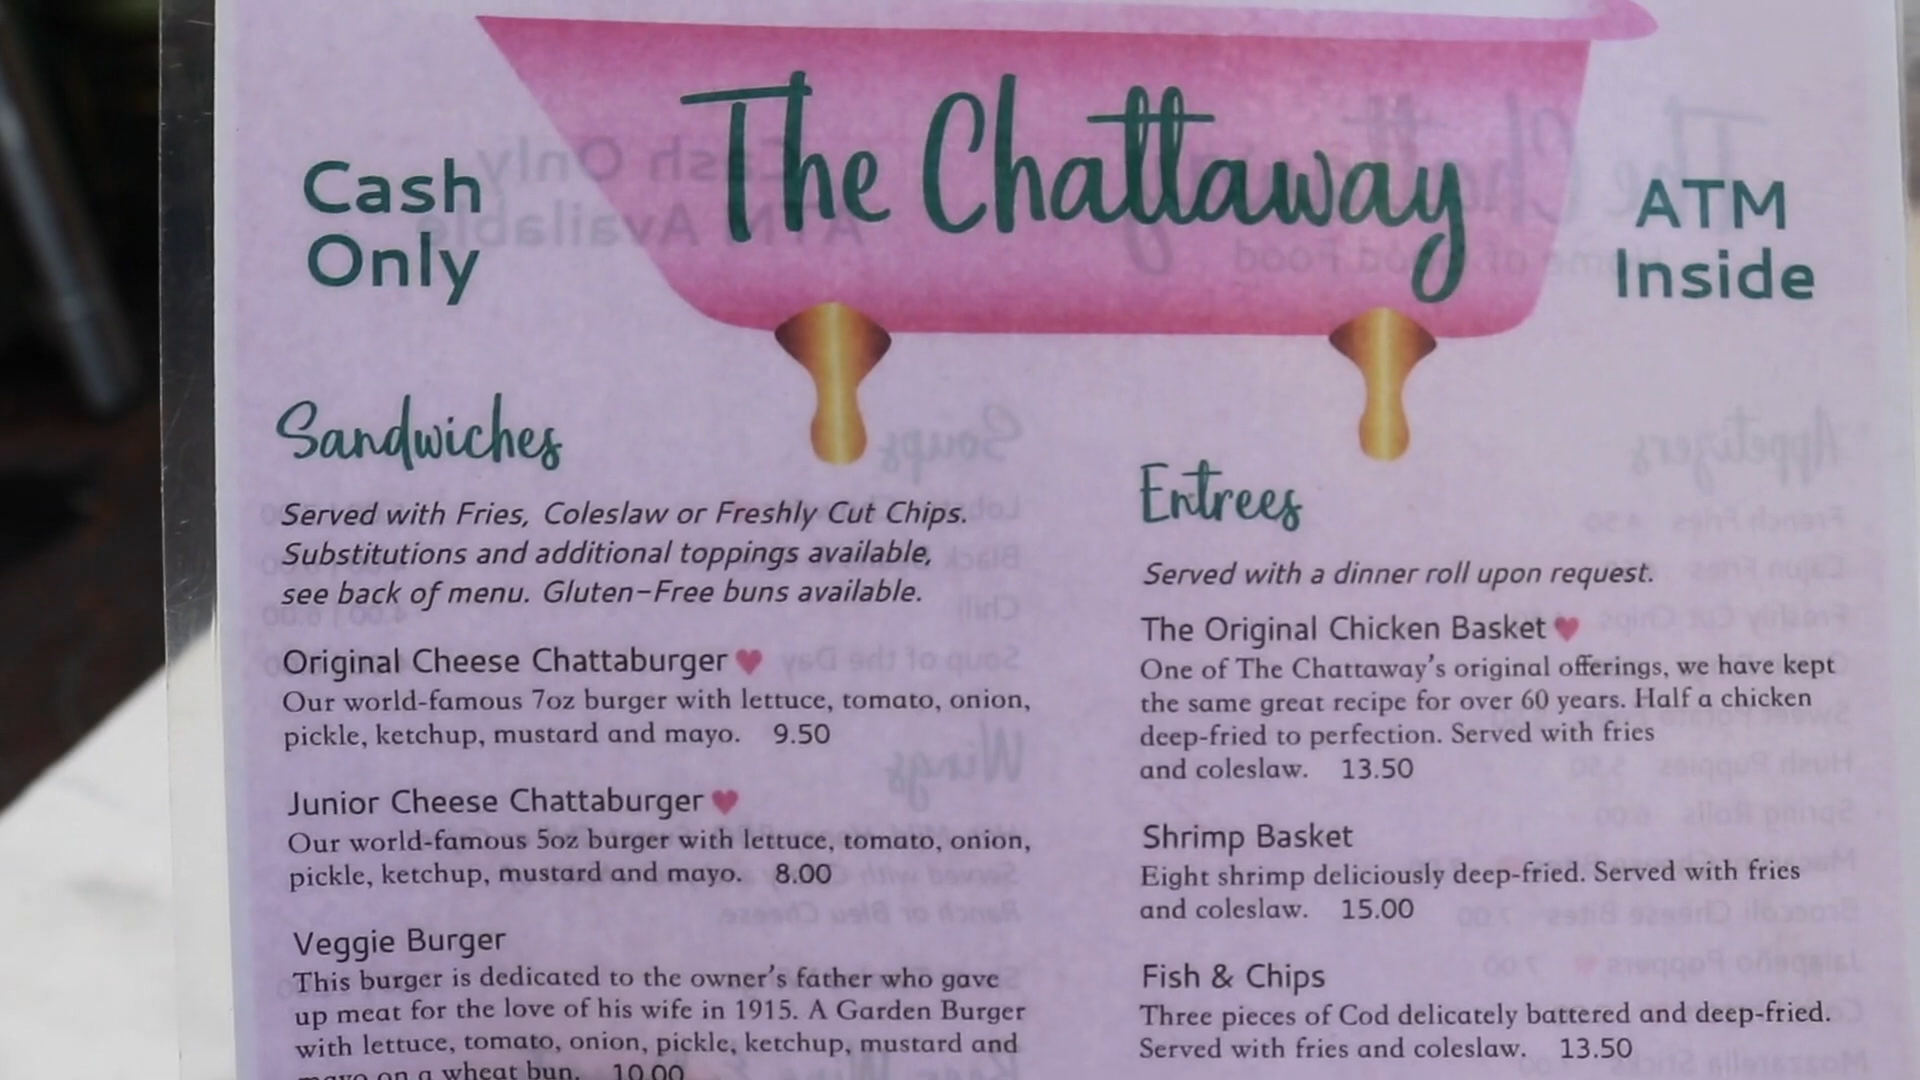 The Chattaway
Cash
Only
ATM
Inside
Sandwiches
Served with Fries, Coleslaw or Freshly Cut Chips.
Substitutions and additional toppings available,
see back of menu. Gluten-Free buns available.
Original Cheese Chattaburger
Our world-famous 7oz burger with lettuce, tomato, onion,
pickle, ketchup, mustard and mayo. 9.50
Junior Cheese Chattaburger
Our world-famous 5oz burger with lettuce, tomato, onion,
pickle, ketchup, mustard and mayo. 8.00
Veggie Burger
This burger is dedicated to the owner's father who gave
up meat for the love of his wife in 1915. A Garden Burger
with lettuce, tomato, onion, pickle, ketchup, mustard and
mayo on a wheat bun. 10.00
Entrees
Served with a dinner roll upon request.
The Original Chicken Basket
One of The Chattaway's original offerings, we have kept
the same great recipe for over 60 years. Half a chicken
deep-fried to perfection. Served with fries
and coleslaw. 13.50
Shrimp Basket
Eight shrimp deliciously deep-fried. Served with fries
and coleslaw. 15.00
Fish & Chips
Three pieces of Cod delicately battered and deep-fried.
Served with fries and coleslaw. 13.50